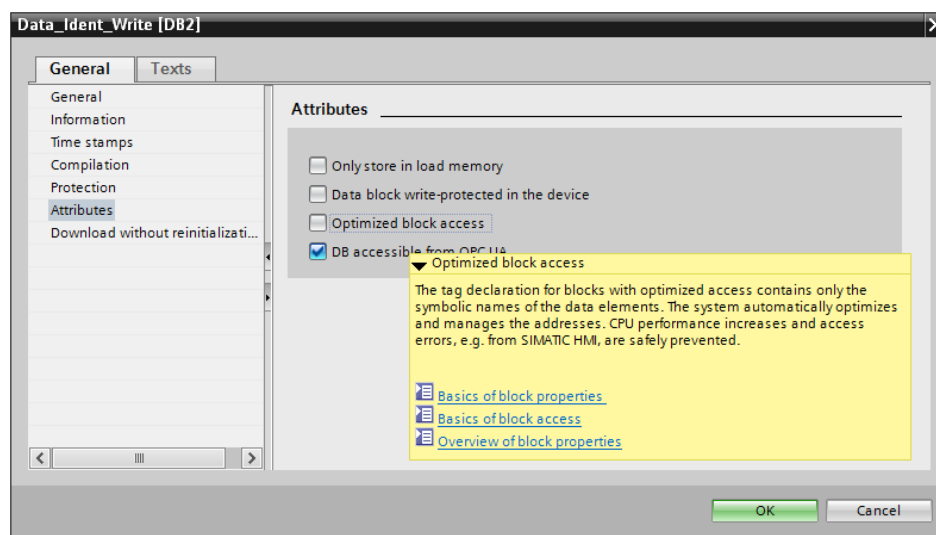 Data_Ident_Write [DB2]
General
Texts
General
Information
Time stamps
Compilation
Protection
Attributes
Download without reinitializati...
Attributes
Only store in load memory
Data block write-protected in the device
Optimized block access
DB accessible from OPC UA
Optimized block access
The tag declaration for blocks with optimized access contains only the
symbolic names of the data elements. The system automatically optimizes
and manages the addresses. CPU performance increases and access
errors, e.g. from SIMATIC HMI, are safely prevented.
Basics of block properties
Basics of block access
Overview of block properties
OK
Cancel